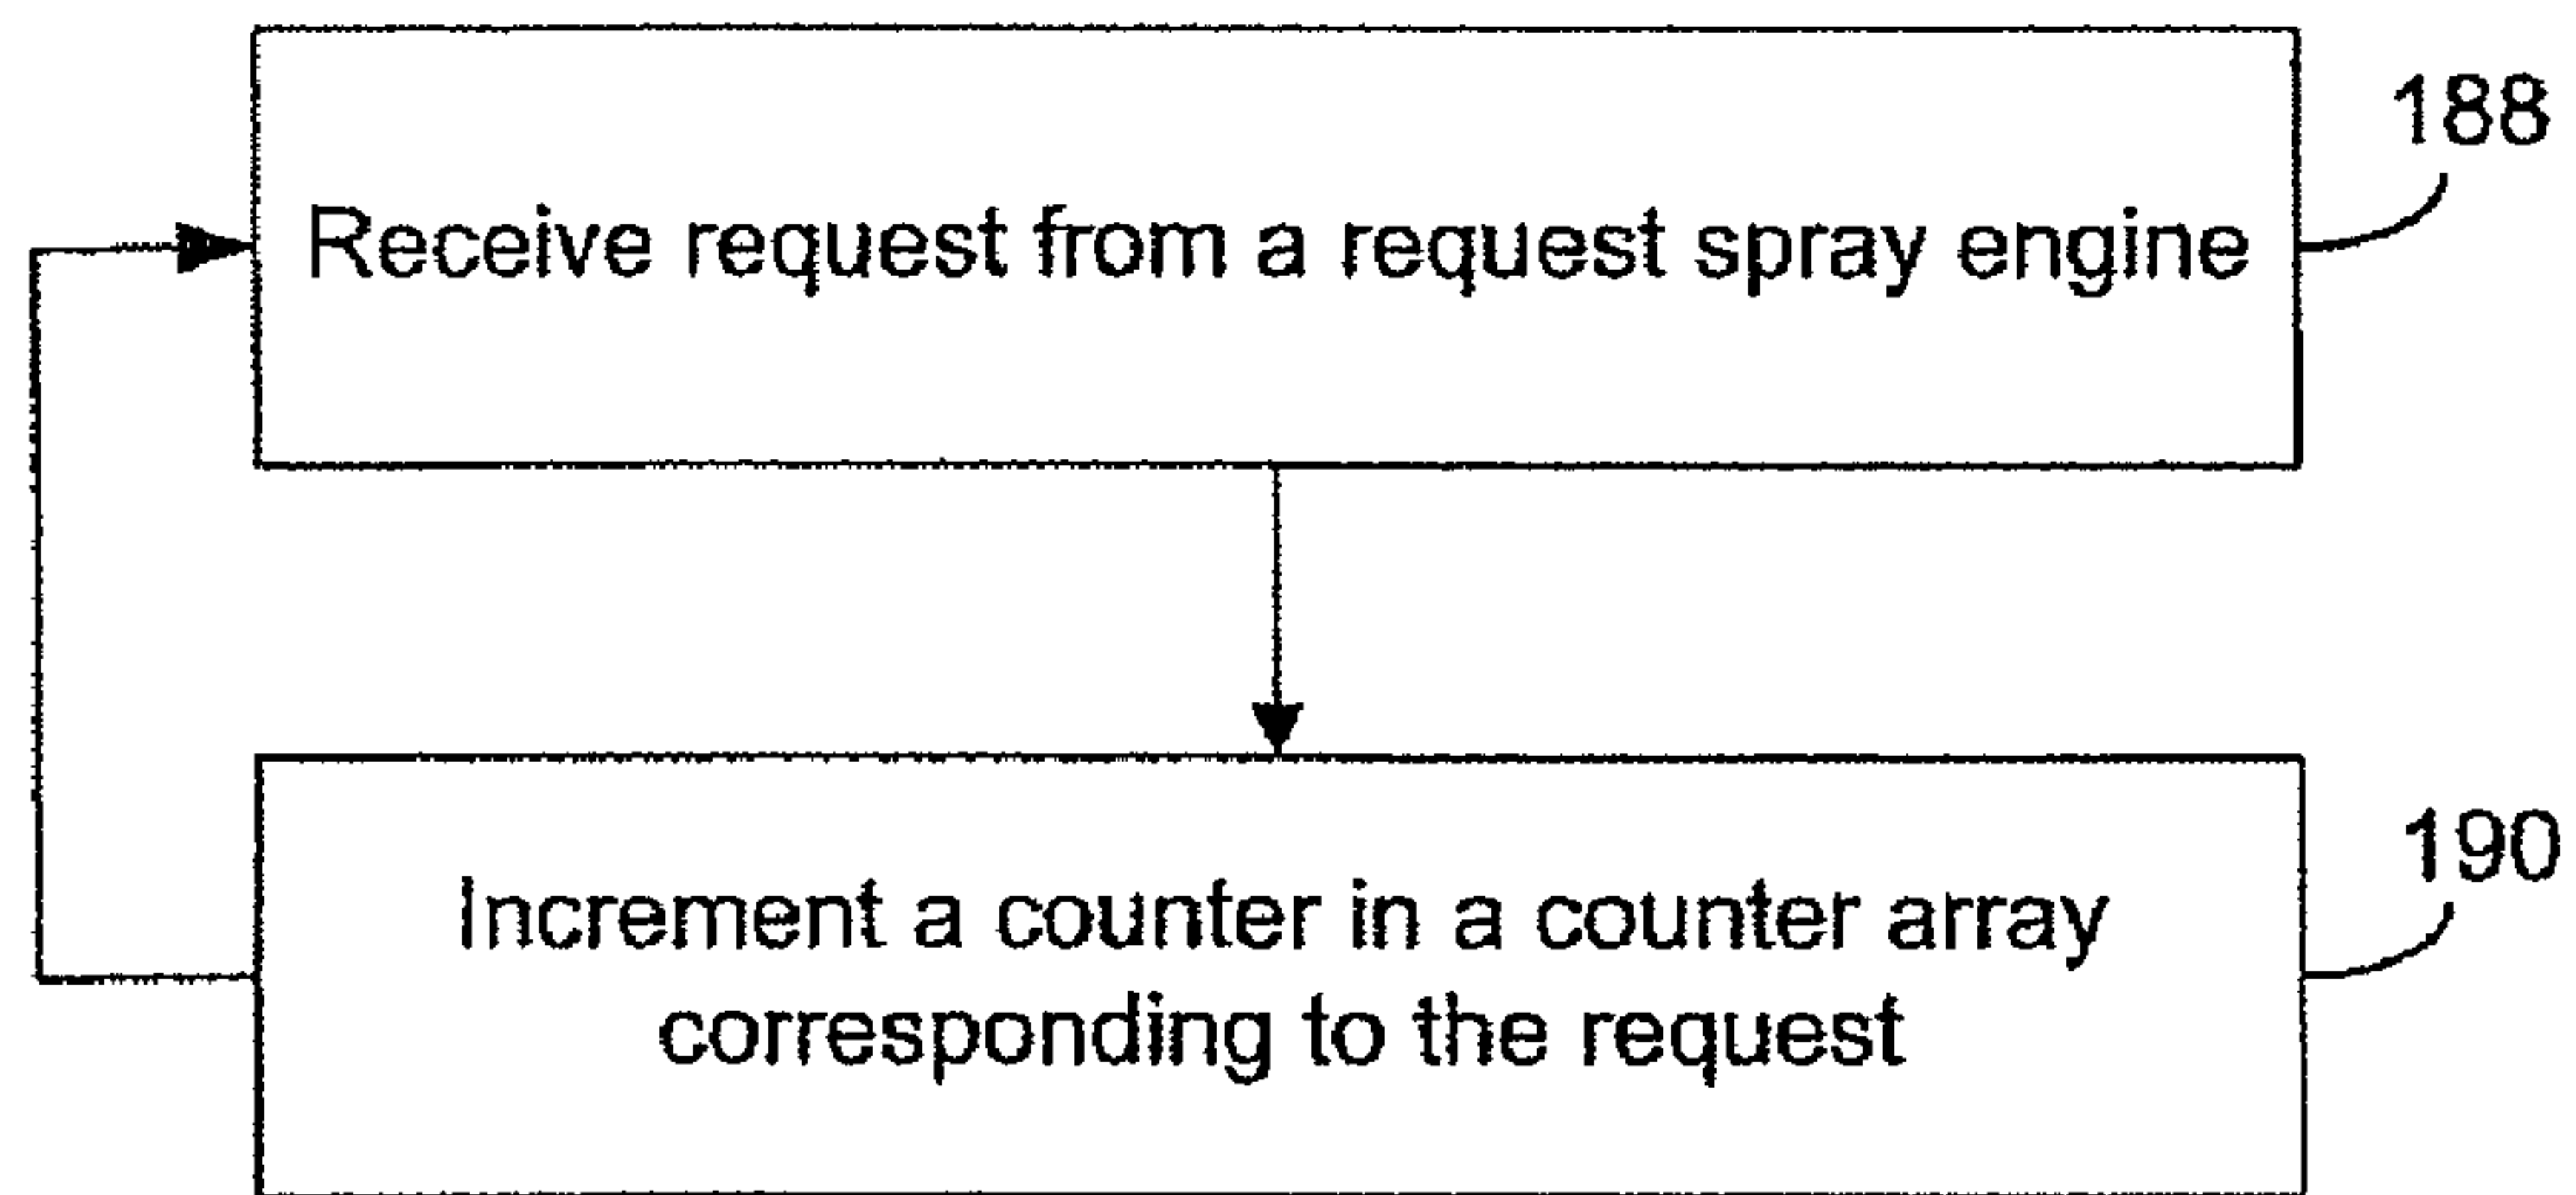 Receive request from a request spray engine
188
Increment a counter in a counter array
corresponding to the request
190